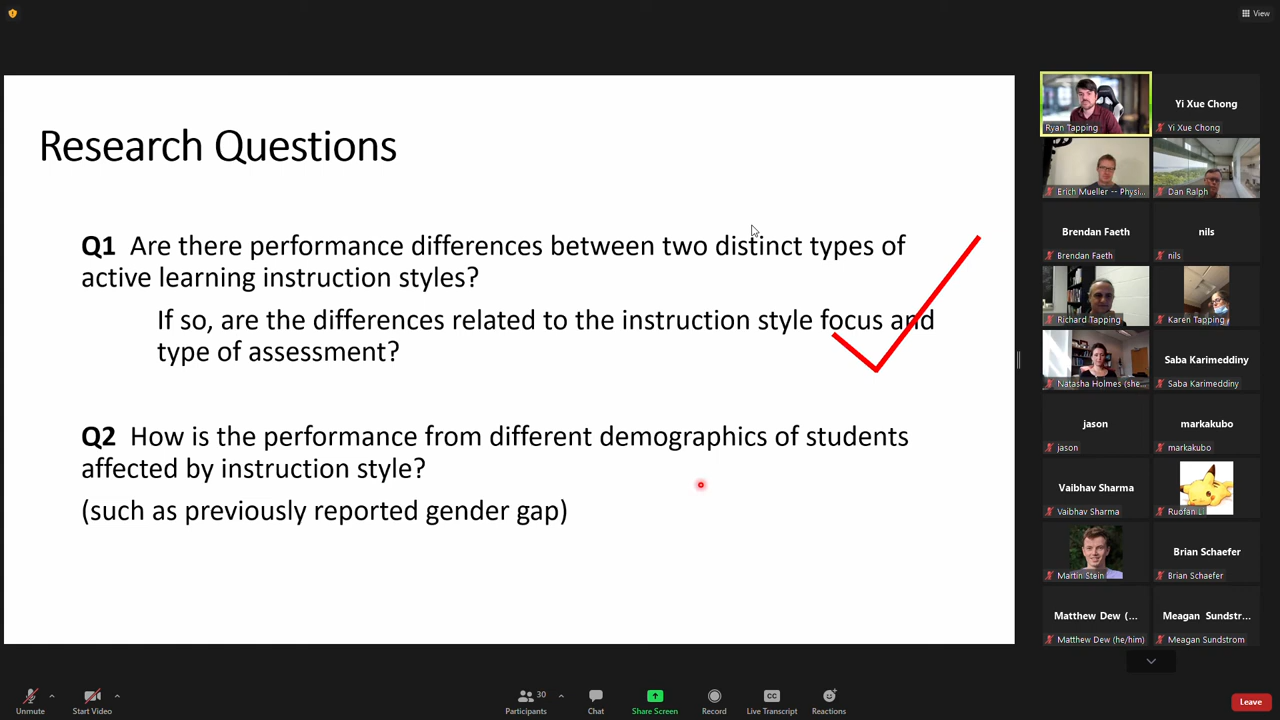 View
Research Questions
Q1 Are there performance differences between two distinct types of
active learning instruction styles?
If so, are the differences related to the instruction style focus and
type of assessment?
Q2 How is the performance from different demographics of students
affected by instruction style?
(such as previously reported gender gap)
Ryan Tapping
Yi Xue Chong
Yi Xue Chong
Erich Mueller -- Physi...
Dan Ralph
Brendan Faeth
Brendan Faeth
nils
nils
Richard Tapping
Karen Tapping
Natasha Holmes (she...
Saba Karimeddiny
Saba Karimeddiny
jason
jason
markakubo
markakubo
Vaibhav Sharma
Vaibhav Sharma
Ruofan Li
Martin Stein
Brian Schaefer
Brian Schaefer
Matthew Dew (...
Matthew Dew (he/him)
Meagan Sundstr...
Meagan Sundstrom
Unmute
Start Video
30
Participants
Chat
Share Screen
Record
CC
Live Transcript
Reactions
Leave